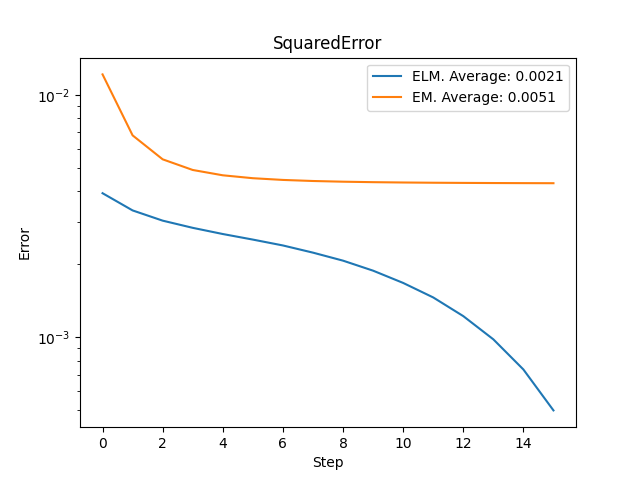 SquaredError
ELM. Average: 0.0021
EM. Average: 0.0051
10⁻²
10⁻³
Error
0 2 4 6 8 10 12 14
Step